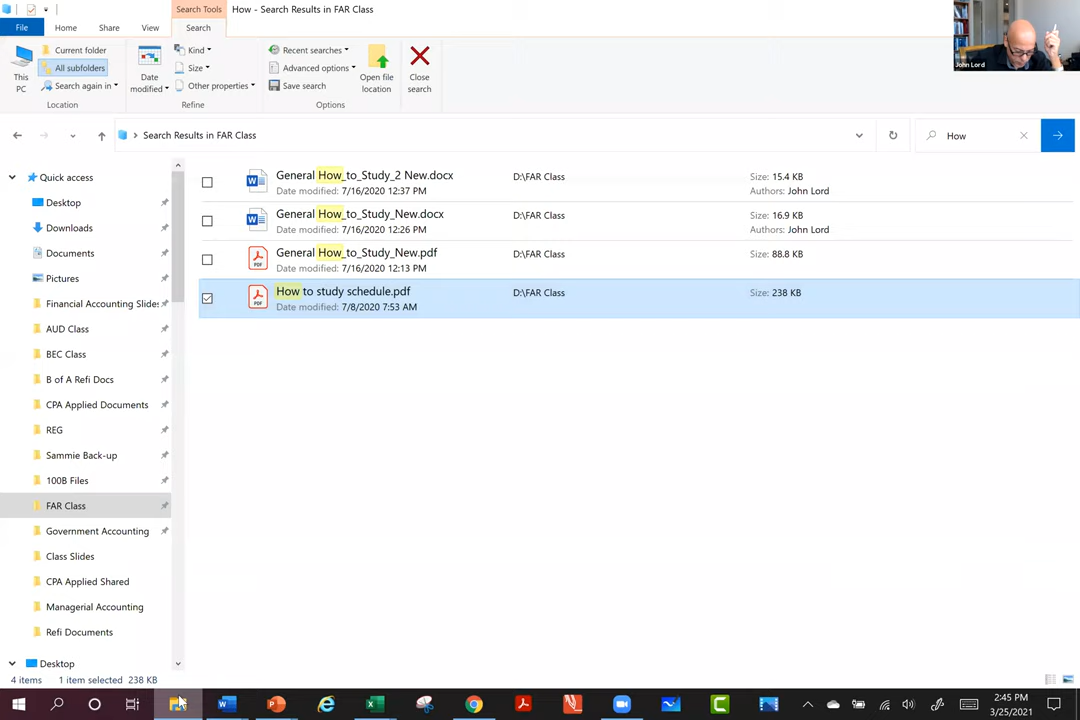 Search Tools
How - Search Results in FAR Class
File
Home
Share
View
Search
This PC
Current folder
All subfolders
Search again in
Location
Date modified
Kind
Size
Other properties
Refine
Recent searches
Advanced options
Save search
Options
Open file location
Close search
John Lord
Search Results in FAR Class
How
Quick access
Desktop
Downloads
Documents
Pictures
Financial Accounting Slides
AUD Class
BEC Class
B of A Refi Docs
CPA Applied Documents
REG
Sammie Back-up
100B Files
FAR Class
Government Accounting
Class Slides
CPA Applied Shared
Managerial Accounting
Refi Documents
Desktop
General How_to_Study_2 New.docx
D:\FAR Class
Size: 15.4 KB
Date modified: 7/16/2020 12:37 PM
Authors: John Lord
General How_to_Study_New.docx
D:\FAR Class
Size: 16.9 KB
Date modified: 7/16/2020 12:26 PM
Authors: John Lord
General How_to_Study_New.pdf
D:\FAR Class
Size: 88.8 KB
Date modified: 7/16/2020 12:13 PM
How to study schedule.pdf
D:\FAR Class
Size: 238 KB
Date modified: 7/8/2020 7:53 AM
4 items
1 item selected 238 KB
2:45 PM
3/25/2021